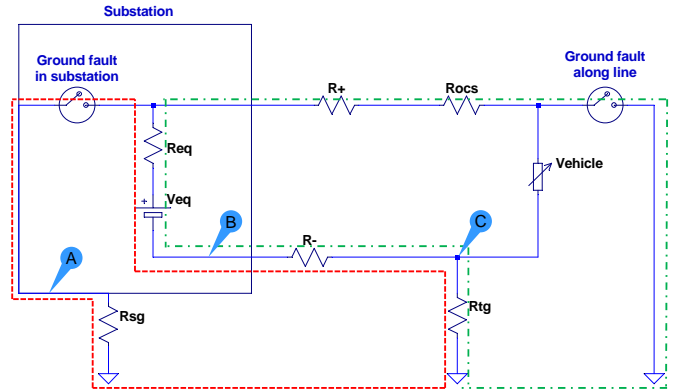 Substation
Ground fault
in substation
Ground fault
along line
R+
Rocs
Req
Vehicle
+
Veq
B
C
R-
A
Rsg
Rtg